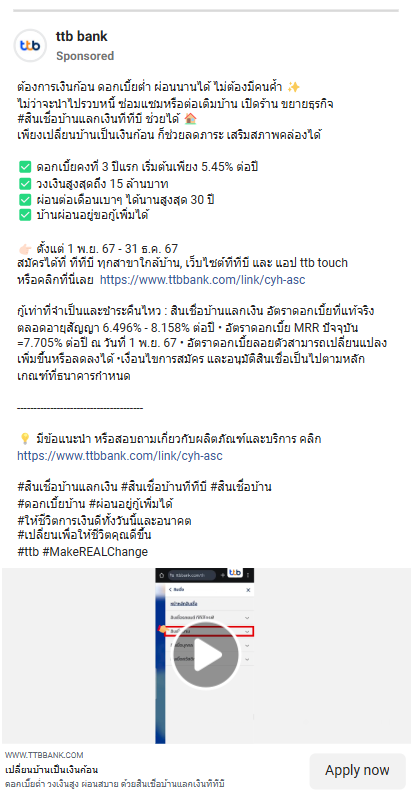 ttb
ttb bank
Sponsored
ต้องการเงินก้อน ดอกเบี้ยต่ำ ผ่อนนานได้ ไม่ต้องมีคนค้ำ ✨
ไม่ว่าจะนำไปรวบหนี้ ซ่อมแซมหรือต่อเติมบ้าน เปิดร้าน ขยายธุรกิจ
#สินเชื่อบ้านแลกเงินทีทีบี ช่วยได้ 🏠
เพียงเปลี่ยนบ้านเป็นเงินก้อน ก็ช่วยลดภาระ เสริมสภาพคล่องได้
✅ ดอกเบี้ยคงที่ 3 ปีแรก เริ่มต้นเพียง 5.45% ต่อปี
✅ วงเงินสูงสุดถึง 15 ล้านบาท
✅ ผ่อนต่อเดือนเบาๆ ได้นานสูงสุด 30 ปี
✅ บ้านผ่อนอยู่ขอกู้เพิ่มได้
👉🏻 ตั้งแต่ 1 พ.ย. 67 - 31 ธ.ค. 67
สมัครได้ที่ ทีทีบี ทุกสาขาใกล้บ้าน, เว็บไซต์ทีทีบี และ แอป ttb touch
หรือคลิกที่นี่เลย https://www.ttbbank.com/link/cyh-asc
กู้เท่าที่จำเป็นและชำระคืนไหว : สินเชื่อบ้านแลกเงิน อัตราดอกเบี้ยที่แท้จริง
ตลอดอายุสัญญา 6.496% - 8.158% ต่อปี • อัตราดอกเบี้ย MRR ปัจจุบัน
=7.705% ต่อปี ณ วันที่ 1 พ.ย. 67 • อัตราดอกเบี้ยลอยตัวสามารถเปลี่ยนแปลง
เพิ่มขึ้นหรือลดลงได้ •เงื่อนไขการสมัคร และอนุมัติสินเชื่อเป็นไปตามหลัก
เกณฑ์ที่ธนาคารกำหนด
--------------------------------------
💡 มีข้อแนะนำ หรือสอบถามเกี่ยวกับผลิตภัณฑ์และบริการ คลิก
https://www.ttbbank.com/link/cyh-asc
#สินเชื่อบ้านแลกเงิน #สินเชื่อบ้านทีทีบี #สินเชื่อบ้าน
#ดอกเบี้ยบ้าน #ผ่อนอยู่กู้เพิ่มได้
#ให้ชีวิตการเงินดีทั้งวันนี้และอนาคต
#เปลี่ยนเพื่อให้ชีวิตคุณดีขึ้น
#ttb #MakeREALChange
ttb
WWW.TTBBANK.COM
เปลี่ยนบ้านเป็นเงินก้อน
ดอกเบี้ยต่ำ วงเงินสูง ผ่อนสบาย ด้วยสินเชื่อบ้านแลกเงินทีทีบี
Apply now